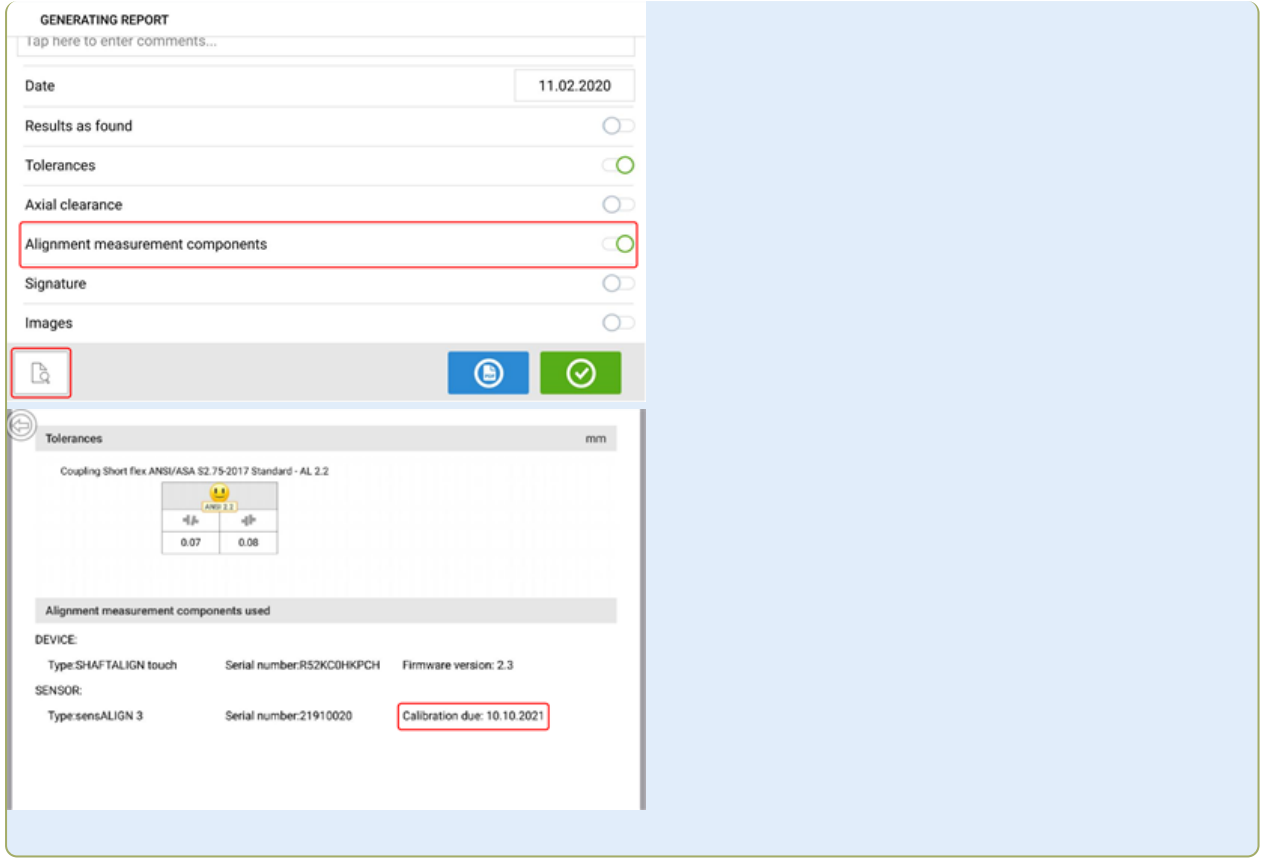 GENERATING REPORT
Tap here to enter comments...
Date 11.02.2020
Results as found
Tolerances
Axial clearance
Alignment measurement components
Signature
Images
PDF
Tolerances mm
Coupling Short flex ANSI/ASA S2.75-2017 Standard - AL 2.2
ANSI 2.2
0.07 0.08
Alignment measurement components used
DEVICE:
Type:SHAFTALIGN touch Serial number:R52KC0HKPCH Firmware version: 2.3
SENSOR:
Type:sensALIGN 3 Serial number:21910020 Calibration due: 10.10.2021